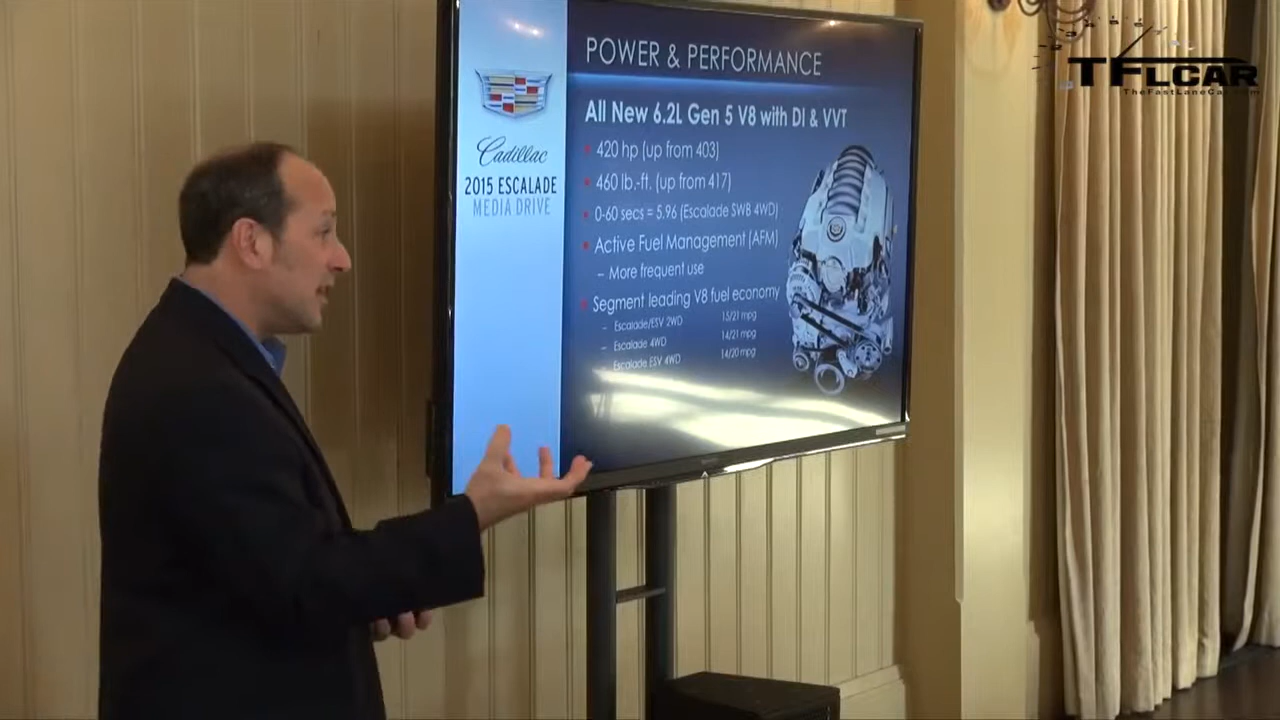 POWER & PERFORMANCE
All New 6.2L Gen 5 V8 with DI & VVT
• 420 hp (up from 403)
• 460 lb.-ft. (up from 417)
• 0-60 secs = 5.96 (Escalade SWB 4WD)
• Active Fuel Management (AFM)
– More frequent use
• Segment leading V8 fuel economy
– Escalade/ESV 2WD 15/21 mpg
– Escalade 4WD 14/21 mpg
– Escalade ESV 4WD 14/20 mpg
Cadillac
2015 ESCALADE
MEDIA DRIVE
TFLCAR
TheFastLaneCar.com